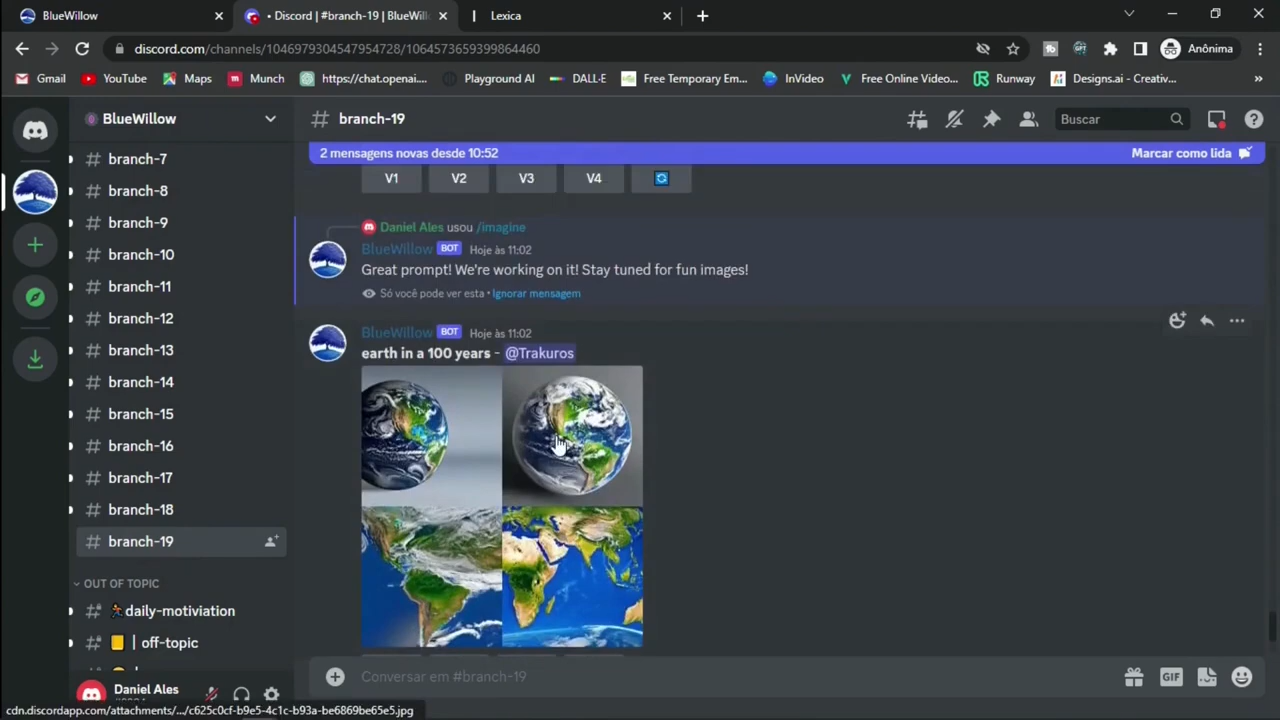 BlueWillow
• Discord | #branch-19 | BlueWill
Lexica
discord.com/channels/1046979304547954728/1064573659399864460
Anônima
Gmail
YouTube
Maps
Munch
https://chat.openai....
Playground AI
DALL-E
Free Temporary Em...
InVideo
Free Online Video...
Runway
Designs.ai - Creativ...
»
BlueWillow
# branch-19
Buscar
2 mensagens novas desde 10:52
Marcar como lida
# branch-7
# branch-8
# branch-9
# branch-10
# branch-11
# branch-12
# branch-13
# branch-14
# branch-15
# branch-16
# branch-17
# branch-18
# branch-19
OUT OF TOPIC
daily-motiviation
| off-topic
Daniel Ales
V1 V2 V3 V4
Daniel Ales usou /imagine
BlueWillow BOT Hoje às 11:02
Great prompt! We're working on it! Stay tuned for fun images!
Só você pode ver esta • Ignorar mensagem
BlueWillow BOT Hoje às 11:02
earth in a 100 years - @Trakuros
Conversar em #branch-19
GIF
cdn.discordapp.com/attachments/.../c625c0cf-b9e5-4c1c-b93a-be6869be65e5.jpg